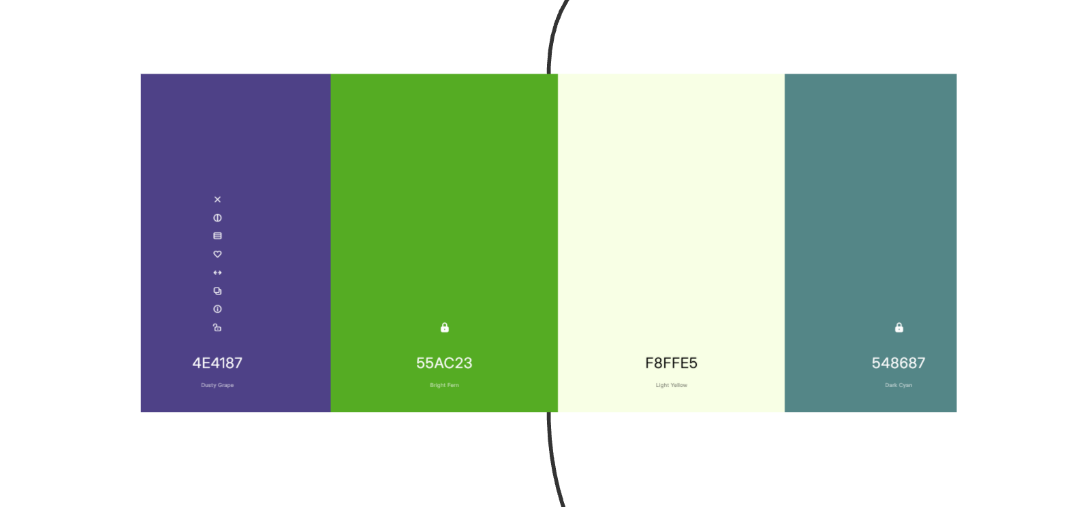 4E4187
Dusty Grape
55AC23
Bright Fern
F8FFE5
Light Yellow
548687
Dark Cyan